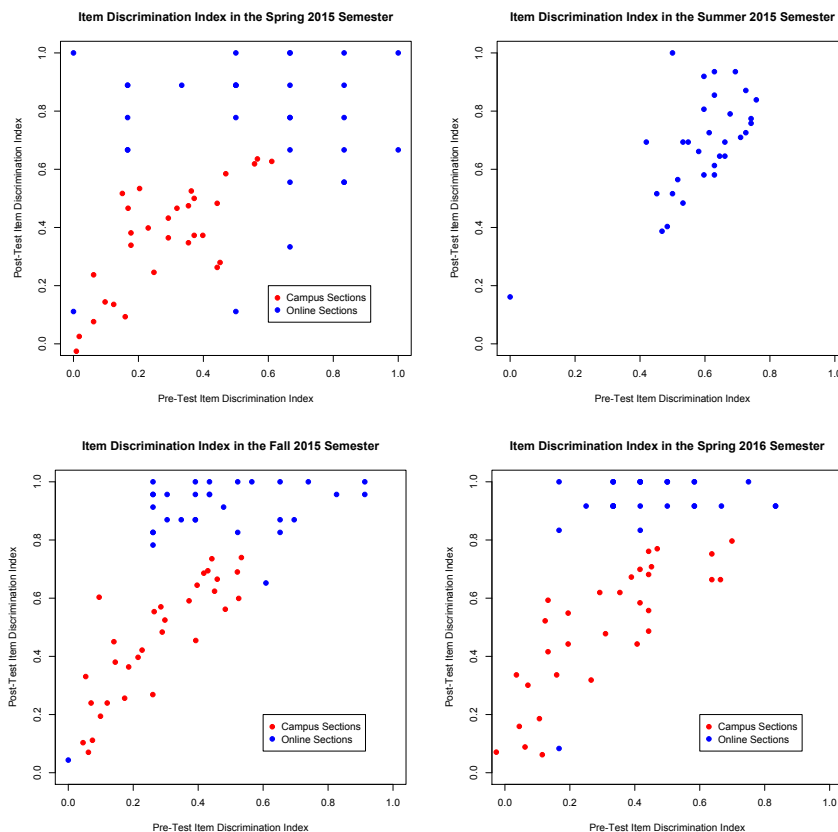 Item Discrimination Index in the Spring 2015 Semester
Post-Test Item Discrimination Index
1.0
0.8
0.6
0.4
0.2
0.0
Campus Sections
Online Sections
0.0 0.2 0.4 0.6 0.8 1.0
Pre-Test Item Discrimination Index
Item Discrimination Index in the Summer 2015 Semester
Post-Test Item Discrimination Index
1.0
0.8
0.6
0.4
0.2
0.0
0.0 0.2 0.4 0.6 0.8 1.0
Pre-Test Item Discrimination Index
Item Discrimination Index in the Fall 2015 Semester
Post-Test Item Discrimination Index
1.0
0.8
0.6
0.4
0.2
0.0
Campus Sections
Online Sections
0.0 0.2 0.4 0.6 0.8 1.0
Pre-Test Item Discrimination Index
Item Discrimination Index in the Spring 2016 Semester
Post-Test Item Discrimination Index
1.0
0.8
0.6
0.4
0.2
0.0
Campus Sections
Online Sections
0.0 0.2 0.4 0.6 0.8 1.0
Pre-Test Item Discrimination Index